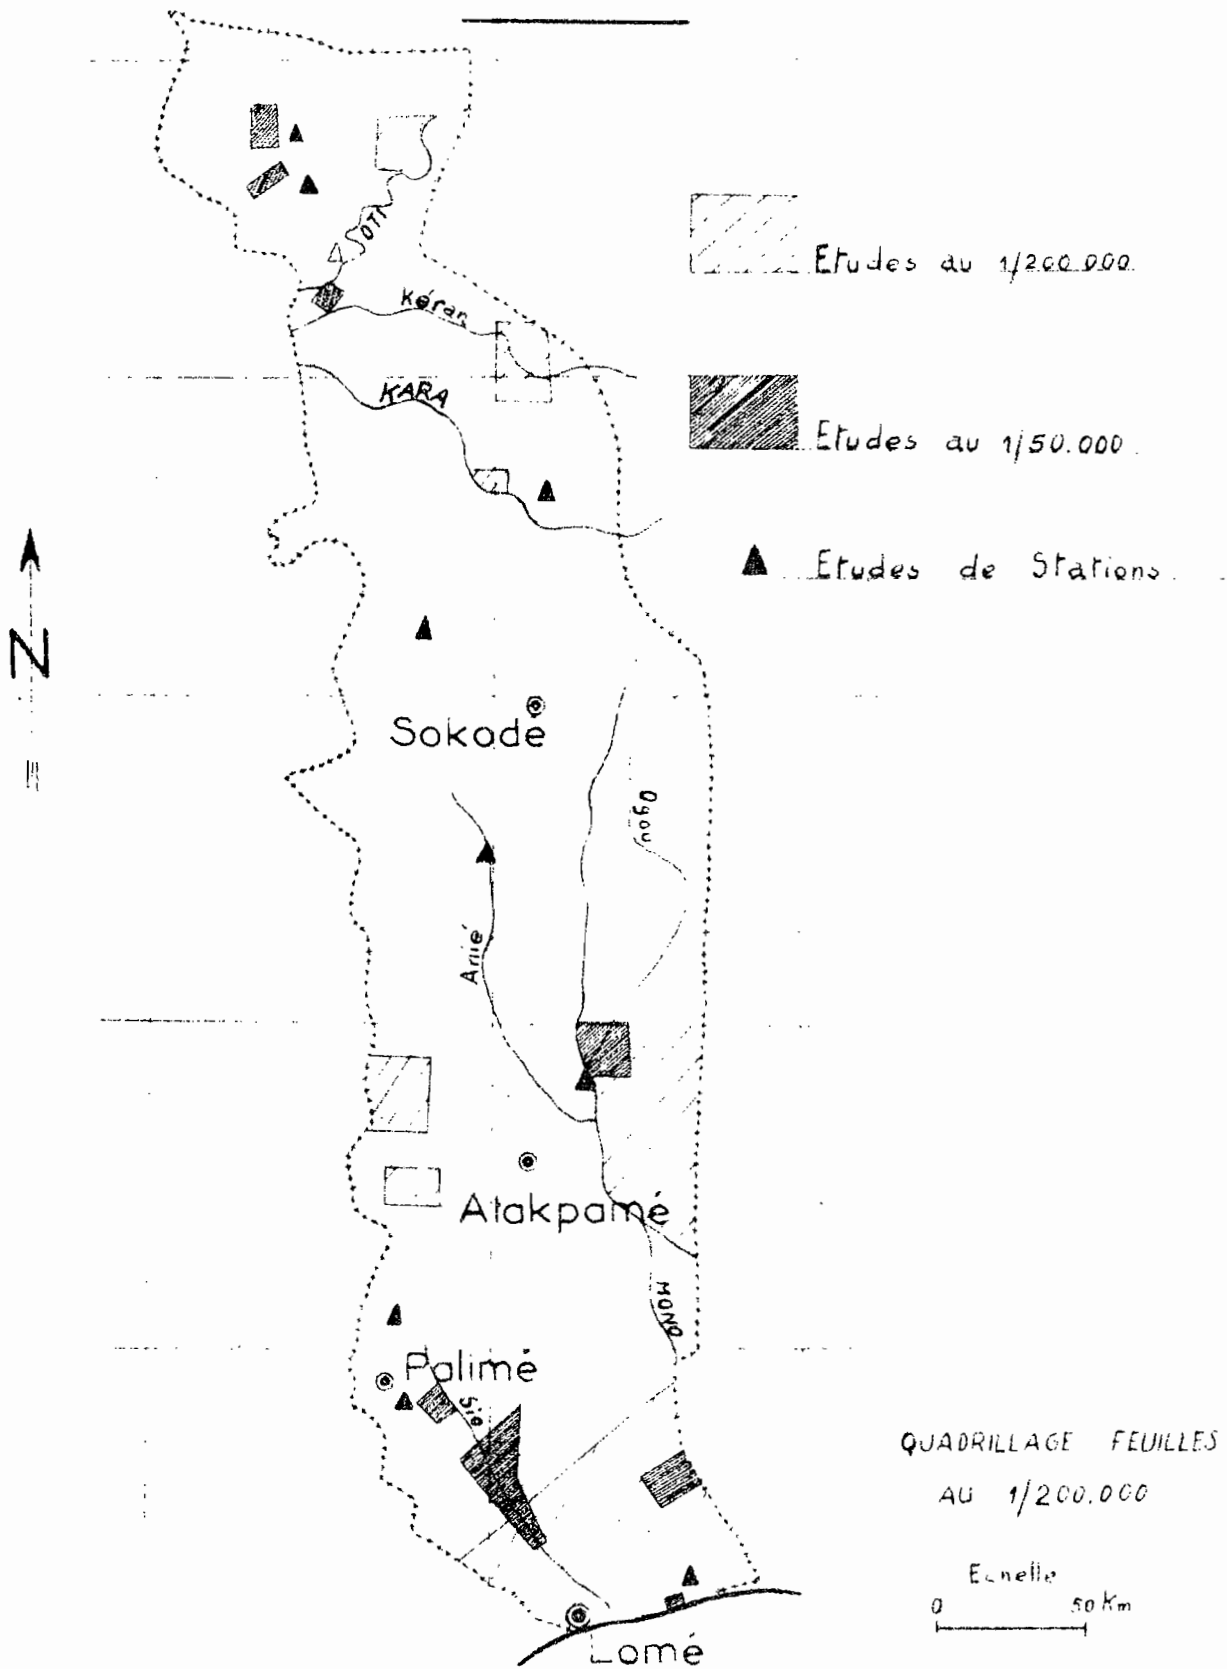 OTI
Etudes au 1/200.000
Kéran
KARA
Etudes au 1/50.000
Etudes de Stations
N
Sokodé
Ogou
Anié
Atakpamé
MONO
Palimé
Sio
QUADRILLAGE FEUILLES
AU 1/200.000
Echelle
0 50 Km
Lomé